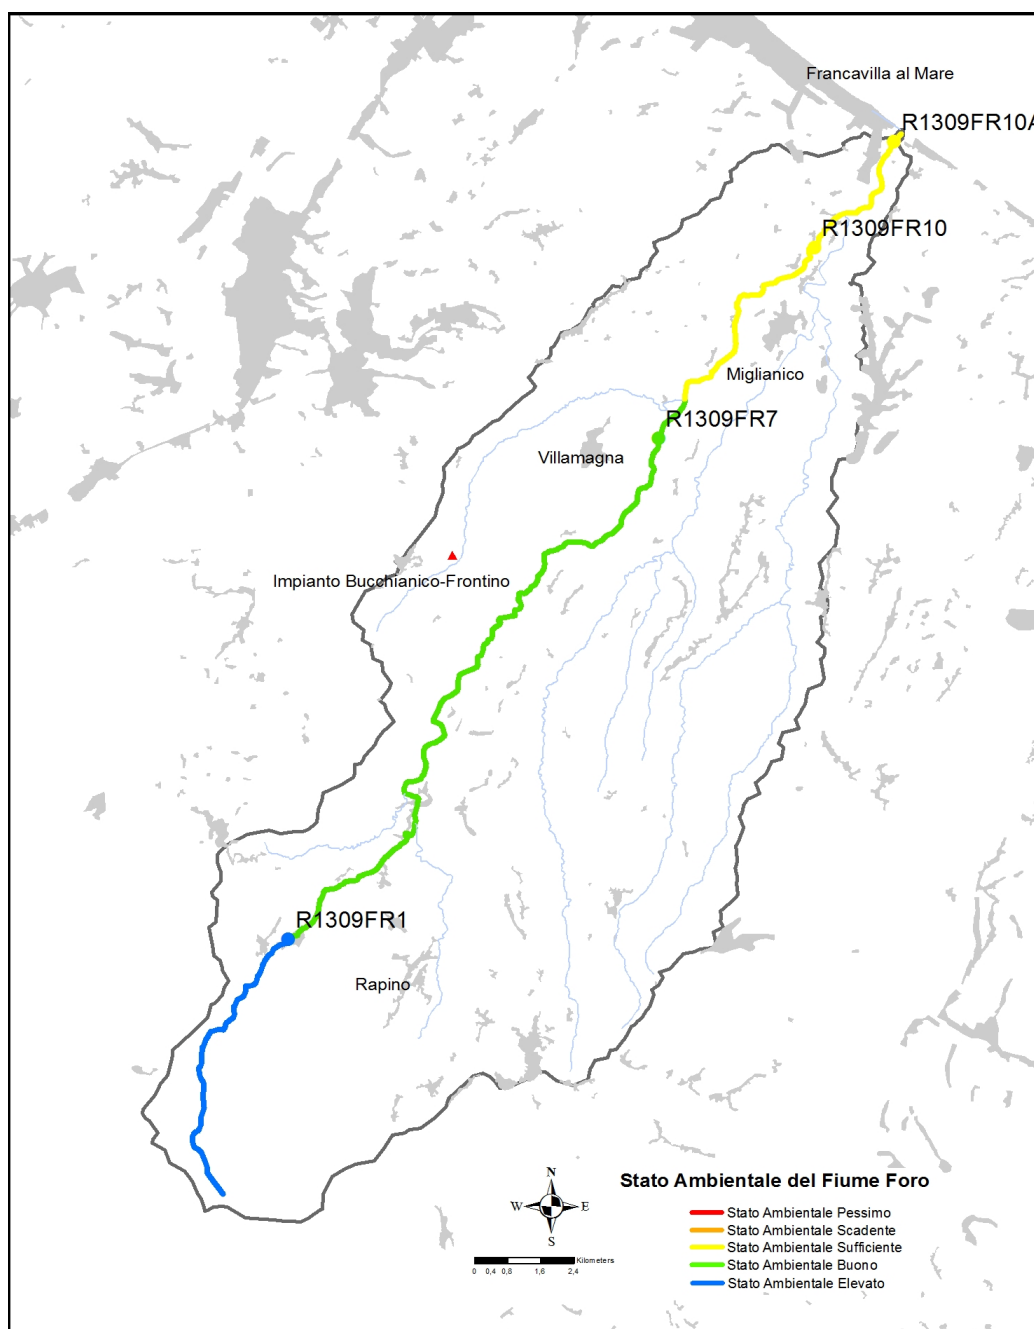 Francavilla al Mare
R1309FR10A
R1309FR10
Miglianico
R1309FR7
Villamagna
Impianto Bucchianico-Frontino
R1309FR1
Rapino
Stato Ambientale del Fiume Foro
N
W E
S
Stato Ambientale Pessimo
Stato Ambientale Scadente
Stato Ambientale Sufficiente
Stato Ambientale Buono
Stato Ambientale Elevato
Kilometers
0 0,4 0,8 1,6 2,4